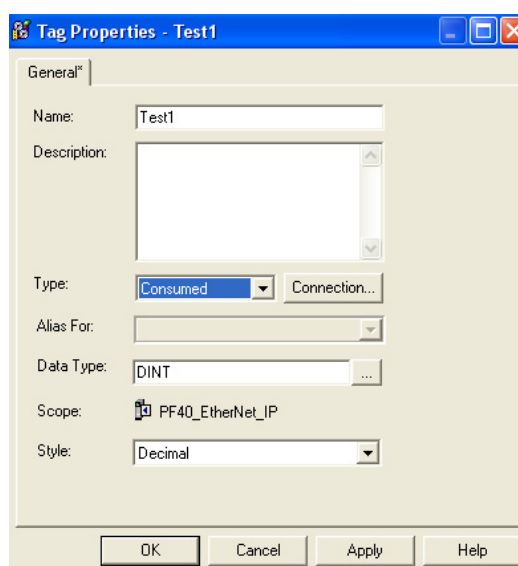 Tag Properties - Test1
General*
Name: Test1
Description:
Type: Consumed Connection...
Alias For:
Data Type: DINT ...
Scope: PF40_EtherNet_IP
Style: Decimal
OK Cancel Apply Help